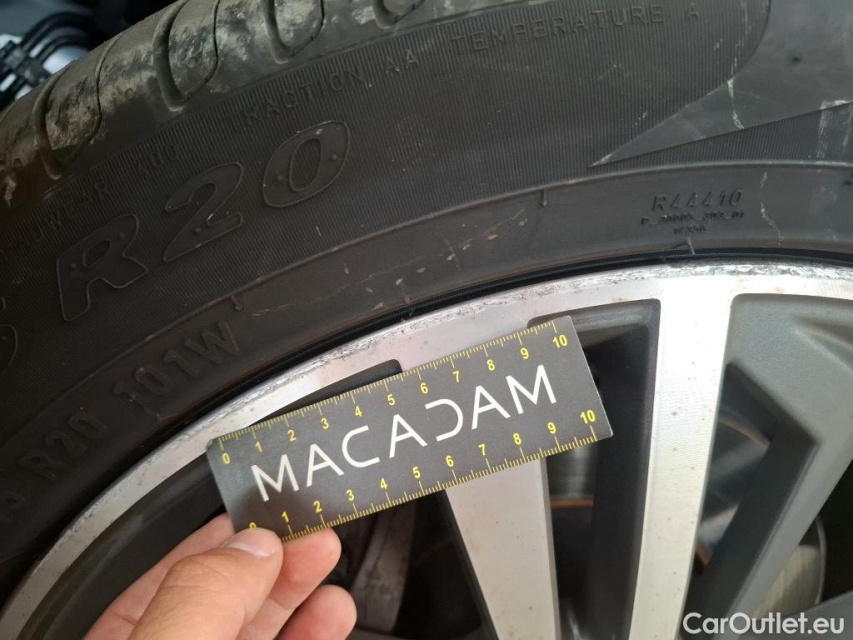 TRACTION AA TEMPERATURE A
R20
R44410
R20 101W
0 1 2 3 4 5 6 7 8 9 10
MACADAM
0 1 2 3 4 5 6 7 8 9 10
CarOutlet.eu